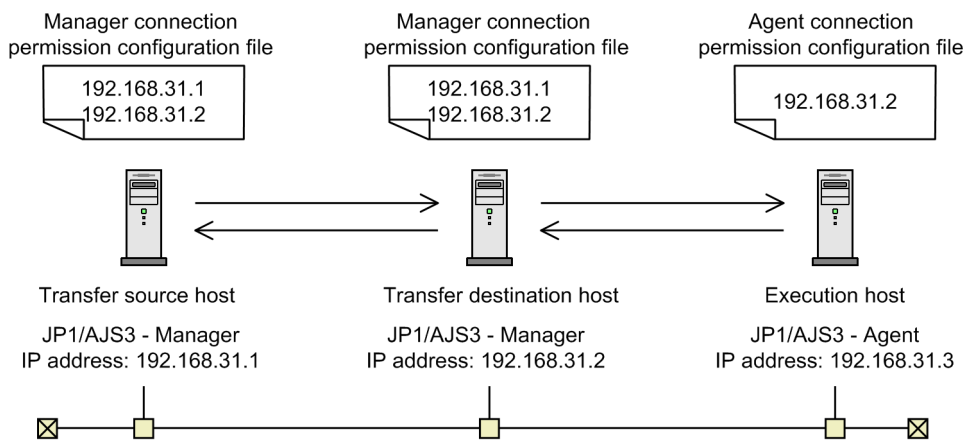 Manager connection
permission configuration file
Manager connection
permission configuration file
Agent connection
permission configuration file
192.168.31.1
192.168.31.2
192.168.31.1
192.168.31.2
192.168.31.2
Transfer source host
Transfer destination host
Execution host
JP1/AJS3 - Manager
IP address: 192.168.31.1
JP1/AJS3 - Manager
IP address: 192.168.31.2
JP1/AJS3 - Agent
IP address: 192.168.31.3